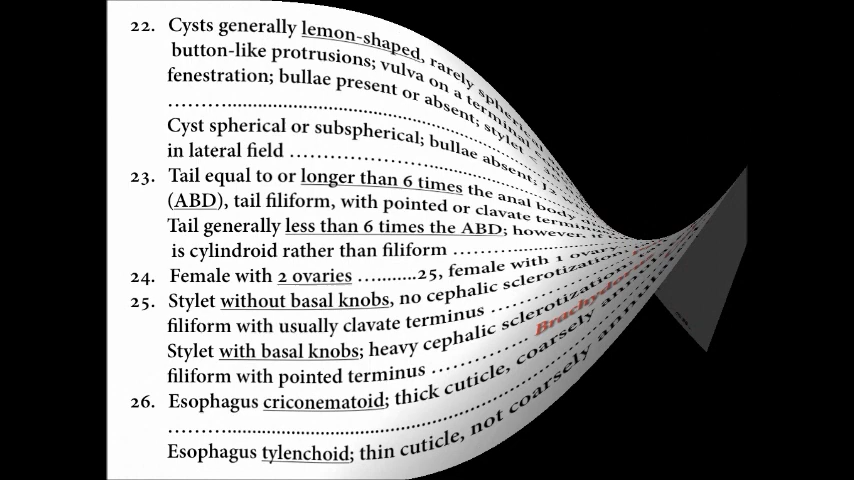 22. Cysts generally lemon-shaped, rarely spheric
button-like protrusions; vulva on a terminal
fenestration; bullae present or absent; stylet
..............................................
Cyst spherical or subspherical; bullae absent;
in lateral field ..............................
23. Tail equal to or longer than 6 times the anal body
(ABD), tail filiform, with pointed or clavate
Tail generally less than 6 times the ABD; however
is cylindroid rather than filiform ....................
24. Female with 2 ovaries ..........25, female with 1 ovary
25. Stylet without basal knobs, no cephalic sclerotization
filiform with usually clavate terminus ..........
Stylet with basal knobs; heavy cephalic sclerotization;
filiform with pointed terminus ....................
26. Esophagus criconematoid; thick cuticle, coarsely
..............................................
Esophagus tylenchoid; thin cuticle, not coarsely